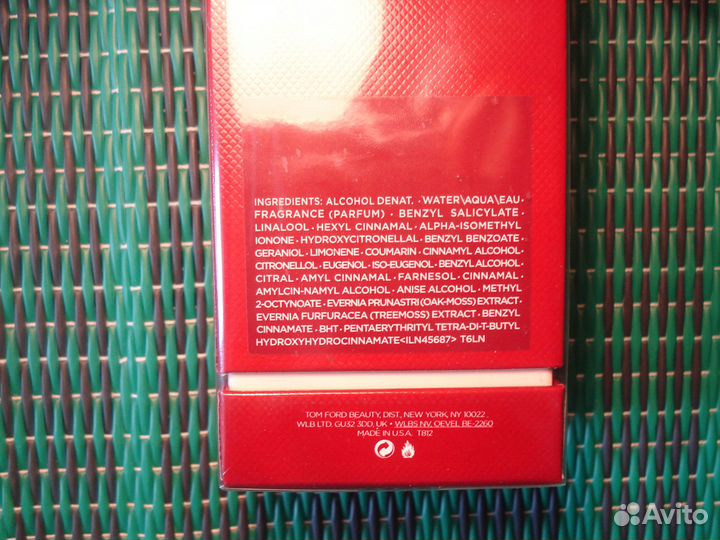 INGREDIENTS: ALCOHOL DENAT. · WATER\AQUA\EAU ·
FRAGRANCE (PARFUM) · BENZYL SALICYLATE ·
LINALOOL · HEXYL CINNAMAL · ALPHA-ISOMETHYL
IONONE · HYDROXYCITRONELLAL · BENZYL BENZOATE ·
GERANIOL · LIMONENE · COUMARIN · CINNAMYL ALCOHOL ·
CITRONELLOL · EUGENOL · ISO-EUGENOL · BENZYL ALCOHOL ·
CITRAL · AMYL CINNAMAL · FARNESOL · CINNAMAL ·
AMYLCIN-NAMYL ALCOHOL · ANISE ALCOHOL · METHYL
2-OCTYNOATE · EVERNIA PRUNASTRI (OAK-MOSS) EXTRACT ·
EVERNIA FURFURACEA (TREEMOSS) EXTRACT · BENZYL
CINNAMATE · BHT · PENTAERYTHRITYL TETRA-DI-T-BUTYL
HYDROXYHYDROCINNAMATE<ILN45687> T6LN
TOM FORD BEAUTY, DIST., NEW YORK, NY 10022
WLB LTD. GU32 3DD, UK • WLBS NV, OEVEL BE-2260
MADE IN U.S.A. T812
Avito